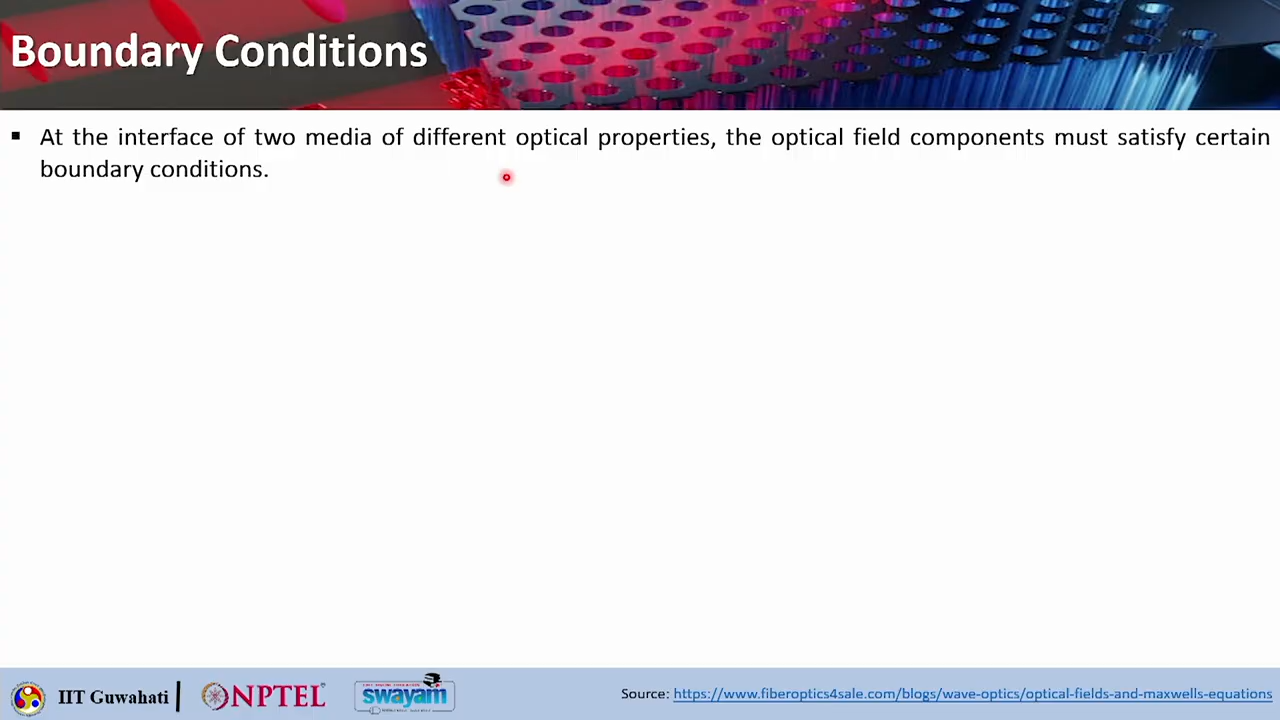 Boundary Conditions
▪ At the interface of two media of different optical properties, the optical field components must satisfy certain
boundary conditions.
IIT Guwahati
NPTEL
swayam
Source: https://www.fiberoptics4sale.com/blogs/wave-optics/optical-fields-and-maxwells-equations